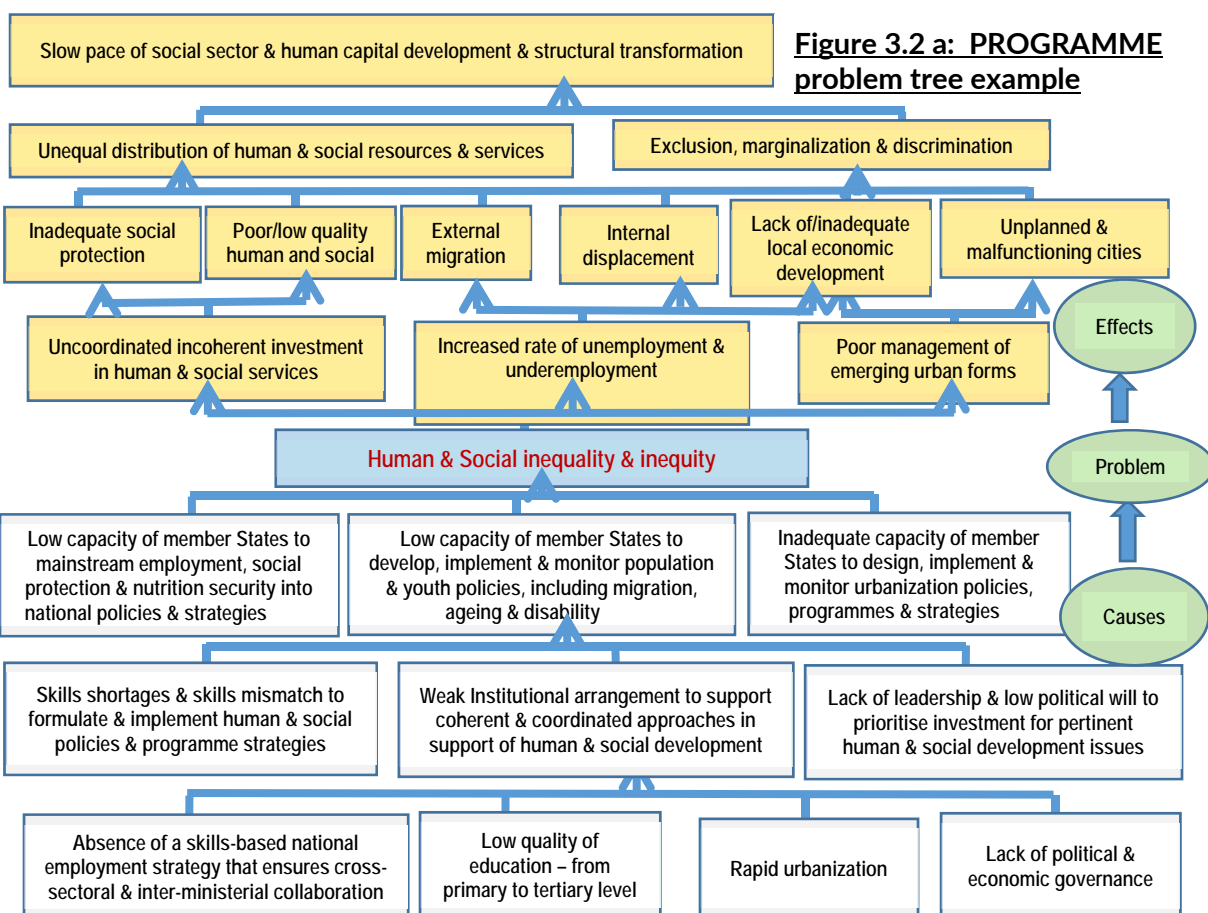 Figure 3.2 a: PROGRAMME
problem tree example
Slow pace of social sector & human capital development & structural transformation
Unequal distribution of human & social resources & services
Exclusion, marginalization & discrimination
Inadequate social
protection
Poor/low quality
human and social
External
migration
Internal
displacement
Lack of/inadequate
local economic
development
Unplanned &
malfunctioning cities
Effects
Uncoordinated incoherent investment
in human & social services
Increased rate of unemployment &
underemployment
Poor management of
emerging urban forms
Human & Social inequality & inequity
Problem
Low capacity of member States to
mainstream employment, social
protection & nutrition security into
national policies & strategies
Low capacity of member States to
develop, implement & monitor population
& youth policies, including migration,
ageing & disability
Inadequate capacity of member
States to design, implement &
monitor urbanization policies,
programmes & strategies
Causes
Skills shortages & skills mismatch to
formulate & implement human & social
policies & programme strategies
Weak Institutional arrangement to support
coherent & coordinated approaches in
support of human & social development
Lack of leadership & low political will to
prioritise investment for pertinent
human & social development issues
Absence of a skills-based national
employment strategy that ensures cross-
sectoral & inter-ministerial collaboration
Low quality of
education – from
primary to tertiary level
Rapid urbanization
Lack of political &
economic governance